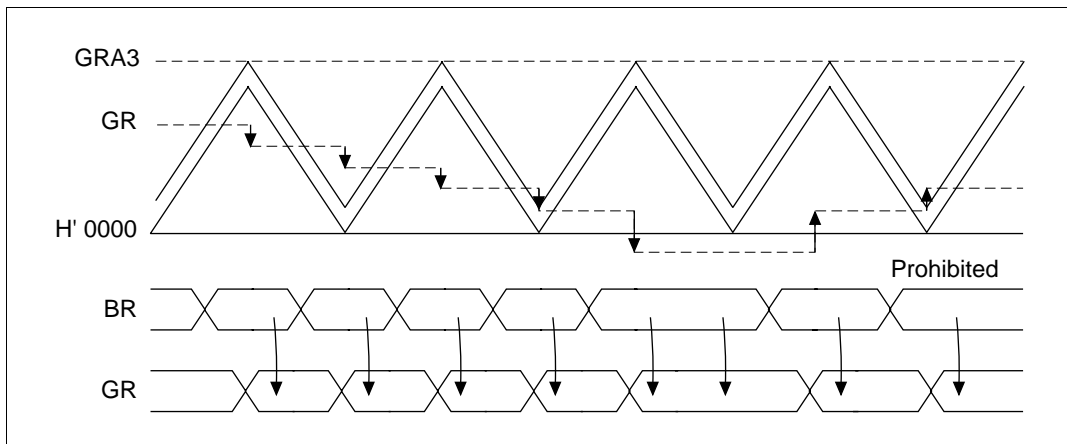 GRA3
GR
H' 0000
Prohibited
BR
GR